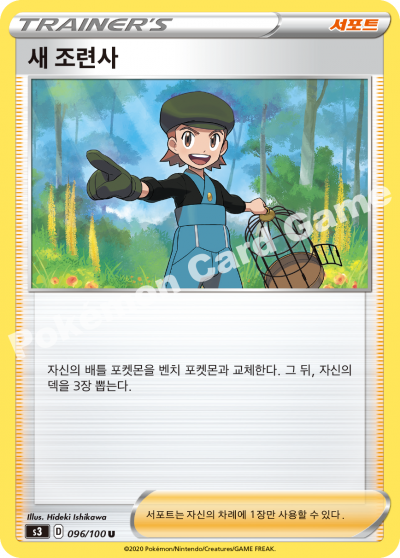 TRAINER'S
서포트
새 조련사
Pokémon Card Game
자신의 배틀 포켓몬을 벤치 포켓몬과 교체한다. 그 뒤, 자신의
덱을 3장 뽑는다.
Illus. Hideki Ishikawa
s3 D 096/100 U
서포트는 자신의 차례에 1장만 사용할 수 있다.
©2020 Pokémon/Nintendo/Creatures/GAME FREAK.